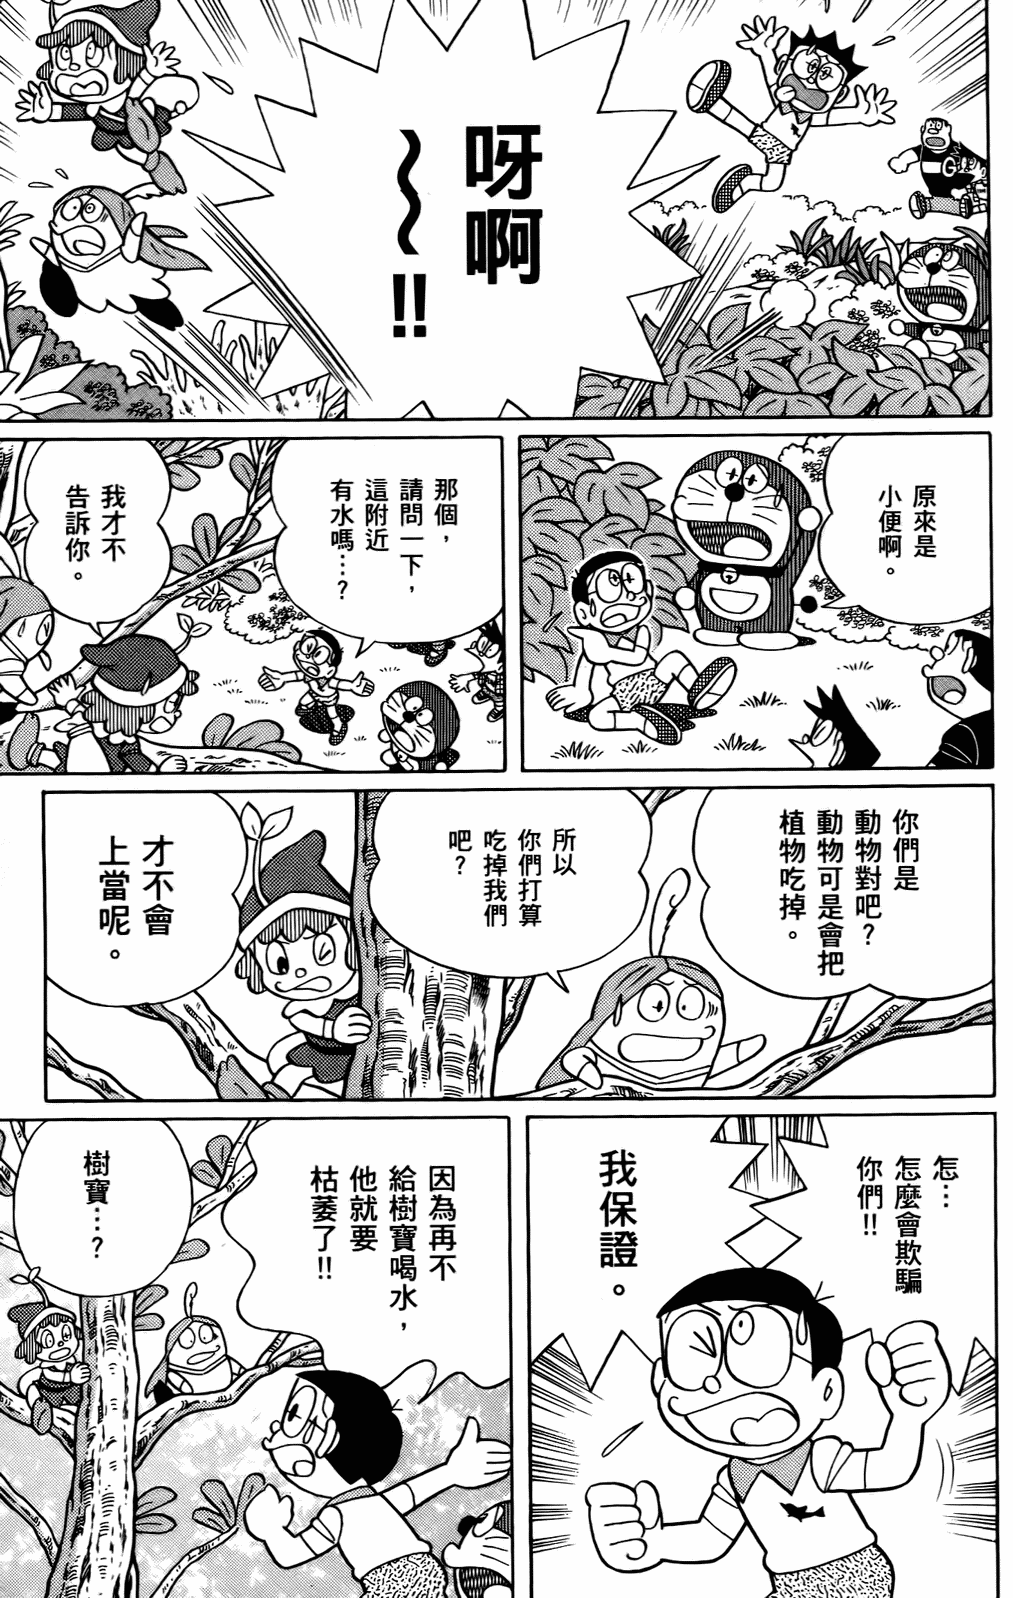 呀啊
～～!!
原來是
小便啊。
那個，
請問一下，
這附近
有水嗎…?
我才不
告訴你。
你們是
動物對吧?
動物可是會把
植物吃掉。
所以
你們打算
吃掉我們
吧?
才不會
上當呢。
怎…
怎麼會欺騙
你們!!
我保證。
因為再不
給樹寶喝水，
他就要
枯萎了!!
樹寶…?
G